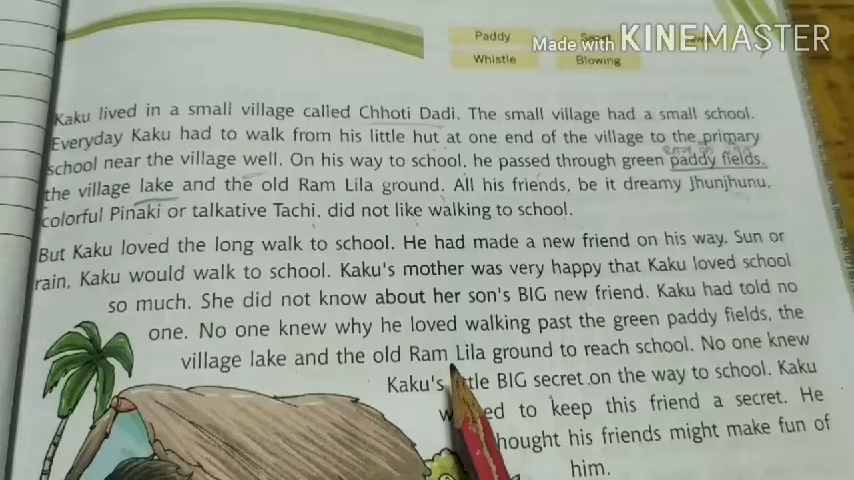 Paddy
Whistle
Blowing
Made with KINEMASTER
Kaku lived in a small village called Chhoti Dadi. The small village had a small school.
Everyday Kaku had to walk from his little hut at one end of the village to the primary
school near the village well. On his way to school, he passed through green paddy fields,
the village lake and the old Ram Lila ground. All his friends, be it dreamy Jhunjhunu,
colorful Pinaki or talkative Tachi, did not like walking to school.
But Kaku loved the long walk to school. He had made a new friend on his way. Sun or
rain, Kaku would walk to school. Kaku's mother was very happy that Kaku loved school
so much. She did not know about her son's BIG new friend. Kaku had told no
one. No one knew why he loved walking past the green paddy fields, the
village lake and the old Ram Lila ground to reach school. No one knew
Kaku's BIG secret on the way to school. Kaku
to keep this friend a secret. He
his friends might make fun of
him.